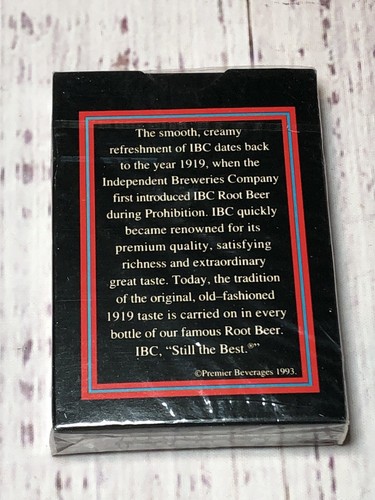 The smooth, creamy
refreshment of IBC dates back
to the year 1919, when the
Independent Breweries Company
first introduced IBC Root Beer
during Prohibition. IBC quickly
became renowned for its
premium quality, satisfying
richness and extraordinary
great taste. Today, the tradition
of the original, old–fashioned
1919 taste is carried on in every
bottle of our famous Root Beer.
IBC, “Still the Best.®”
©Premier Beverages 1993.